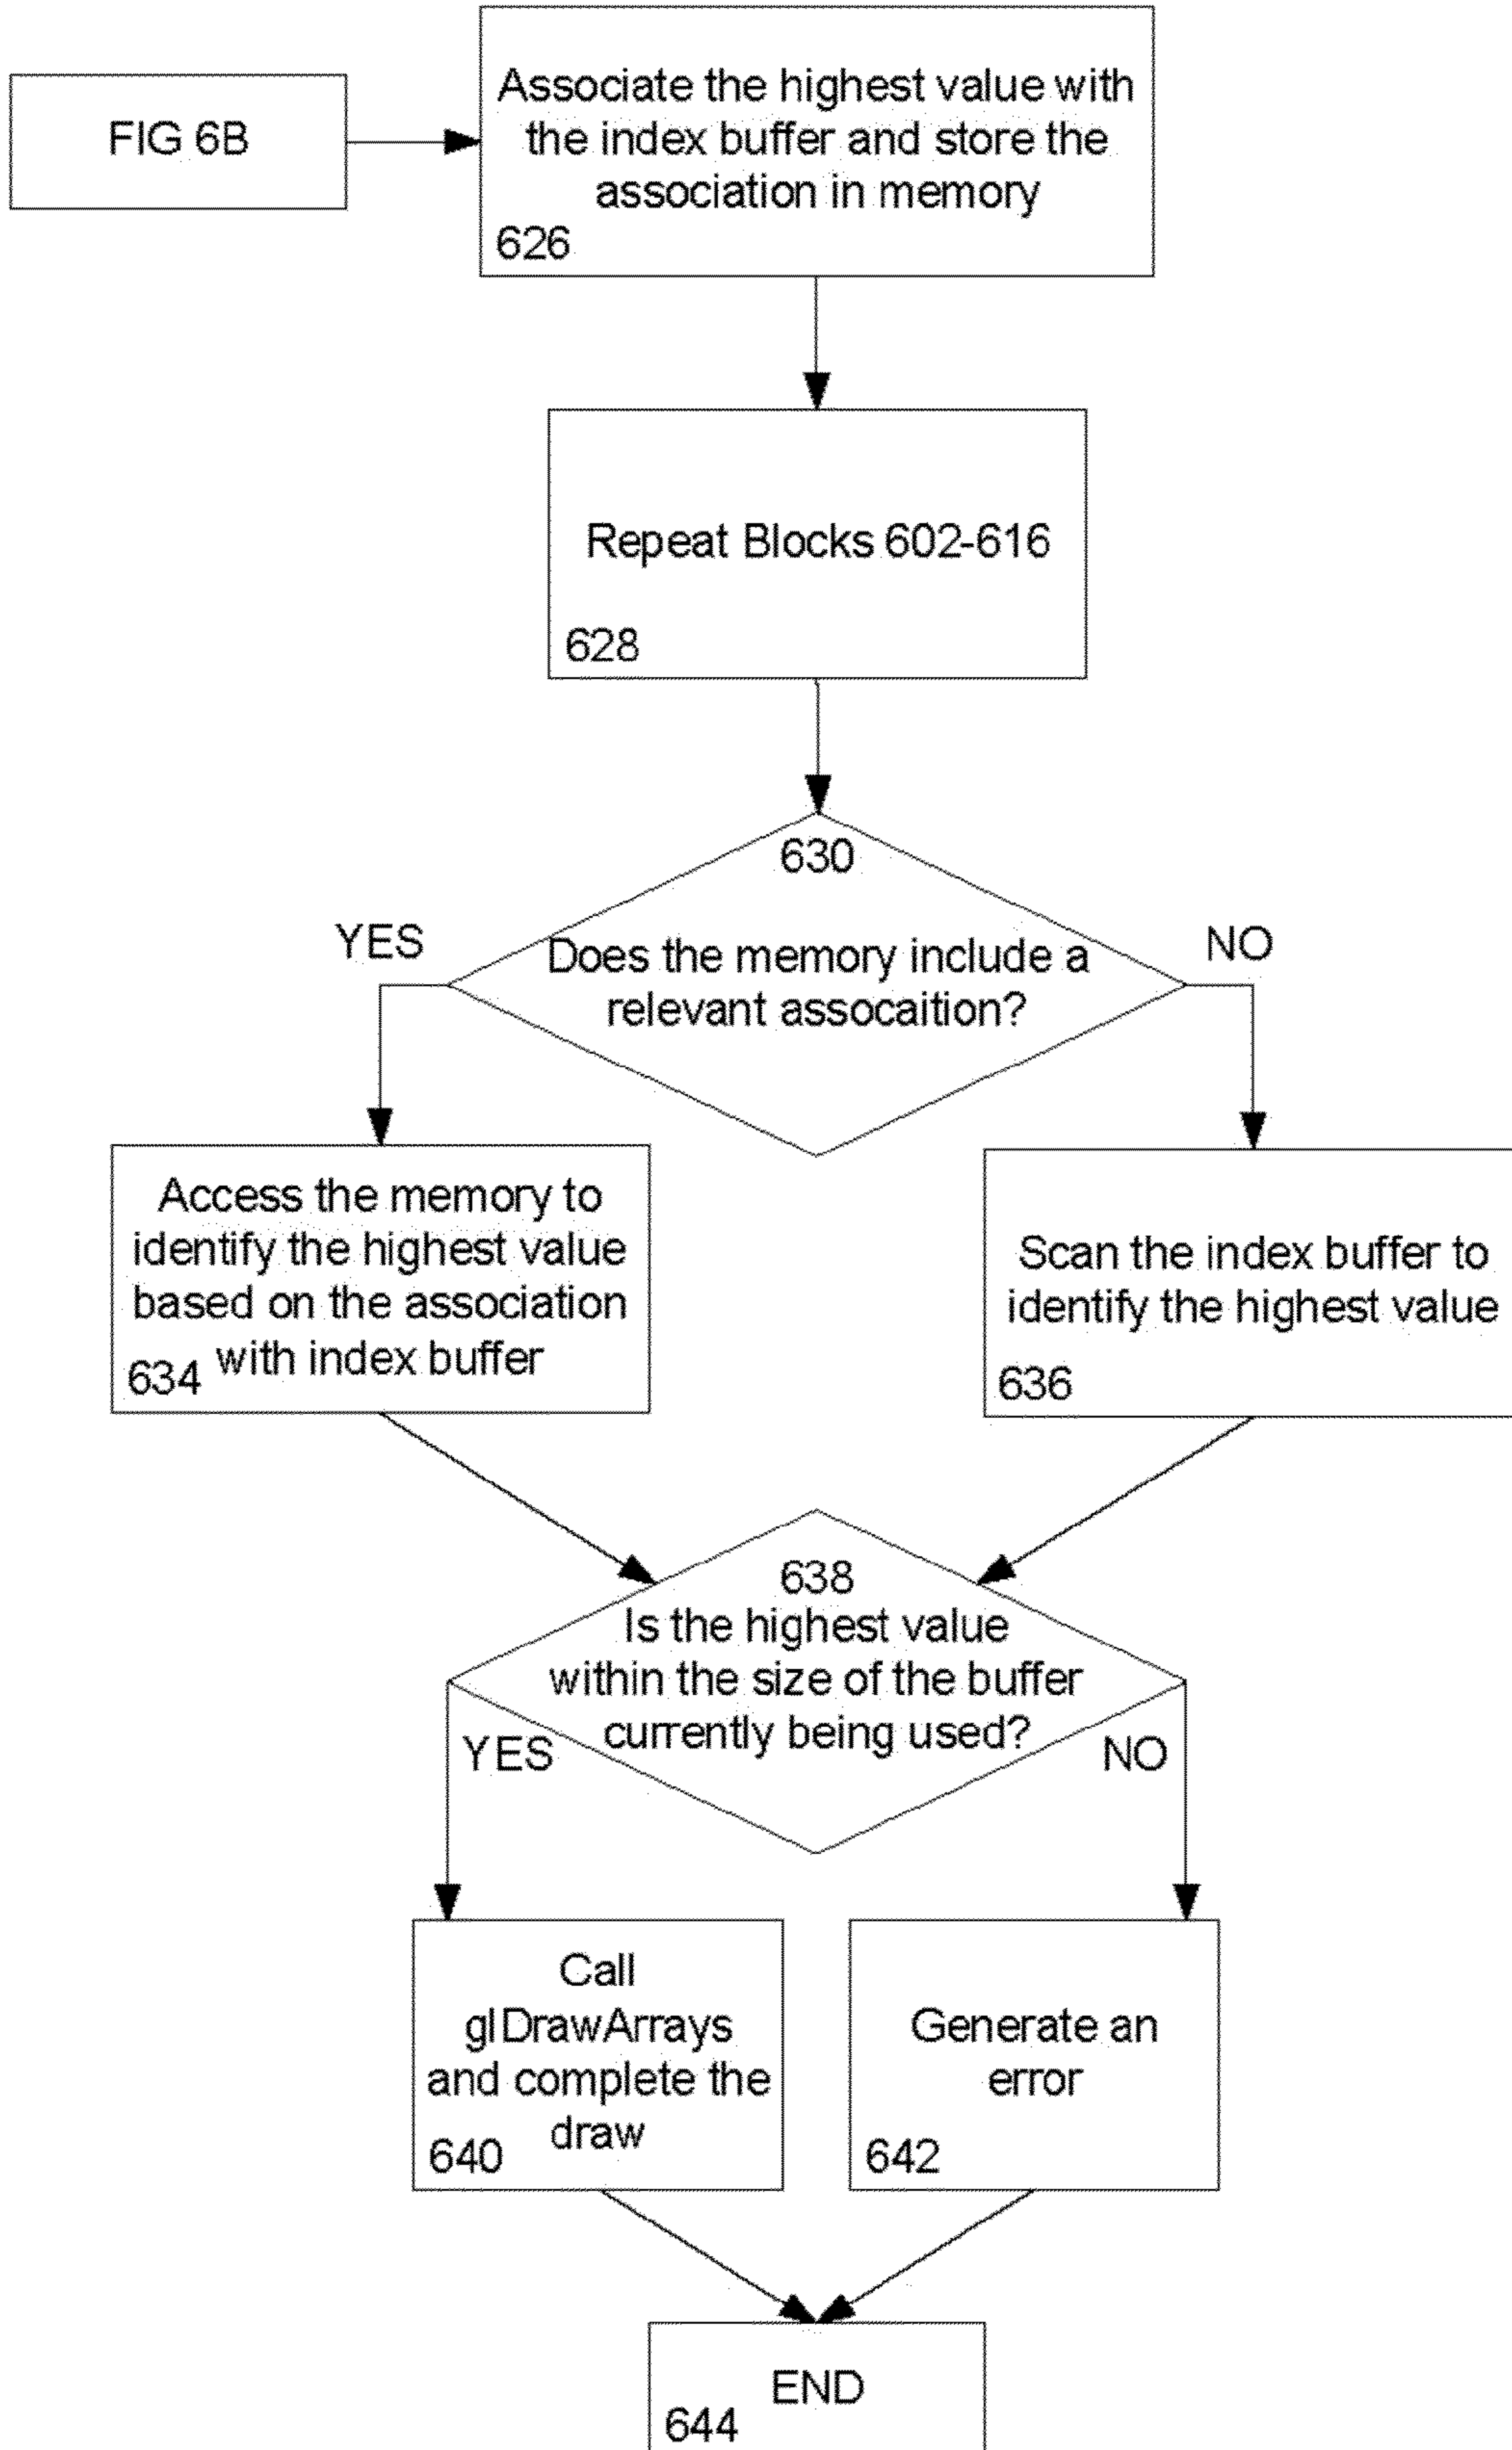 FIG 6B
Associate the highest value with
the index buffer and store the
association in memory
626
Repeat Blocks 602-616
628
630
YES
NO
Does the memory include a
relevant assocaition?
Access the memory to
identify the highest value
based on the association
with index buffer
634
Scan the index buffer to
identify the highest value
636
638
Is the highest value
within the size of the buffer
currently being used?
YES
NO
Call
glDrawArrays
and complete the
draw
640
Generate an
error
642
END
644